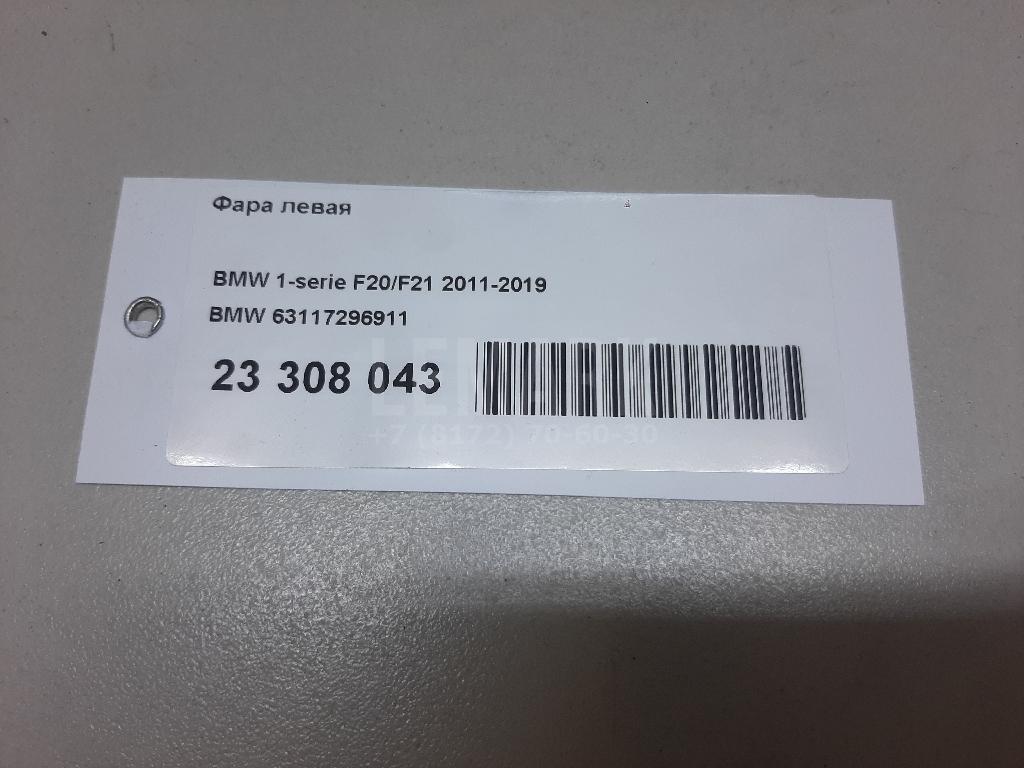 Фара левая
BMW 1-serie F20/F21 2011-2019
BMW 63117296911
23 308 043
+7 (8172) 70-60-30